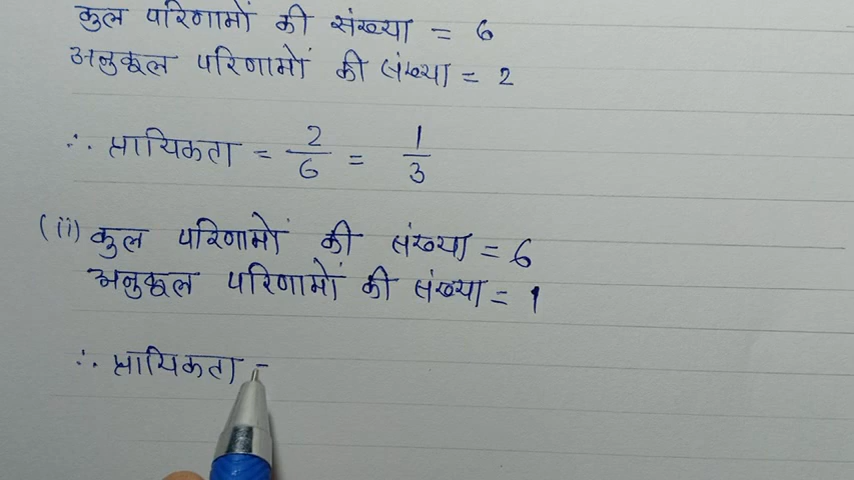 कुल परिणामों की संख्या = 6
अनुकूल परिणामों की संख्या = 2
∴ प्रायिकता = 2/6 = 1/3
(ii) कुल परिणामों की संख्या = 6
अनुकूल परिणामों की संख्या = 1
∴ प्रायिकता =